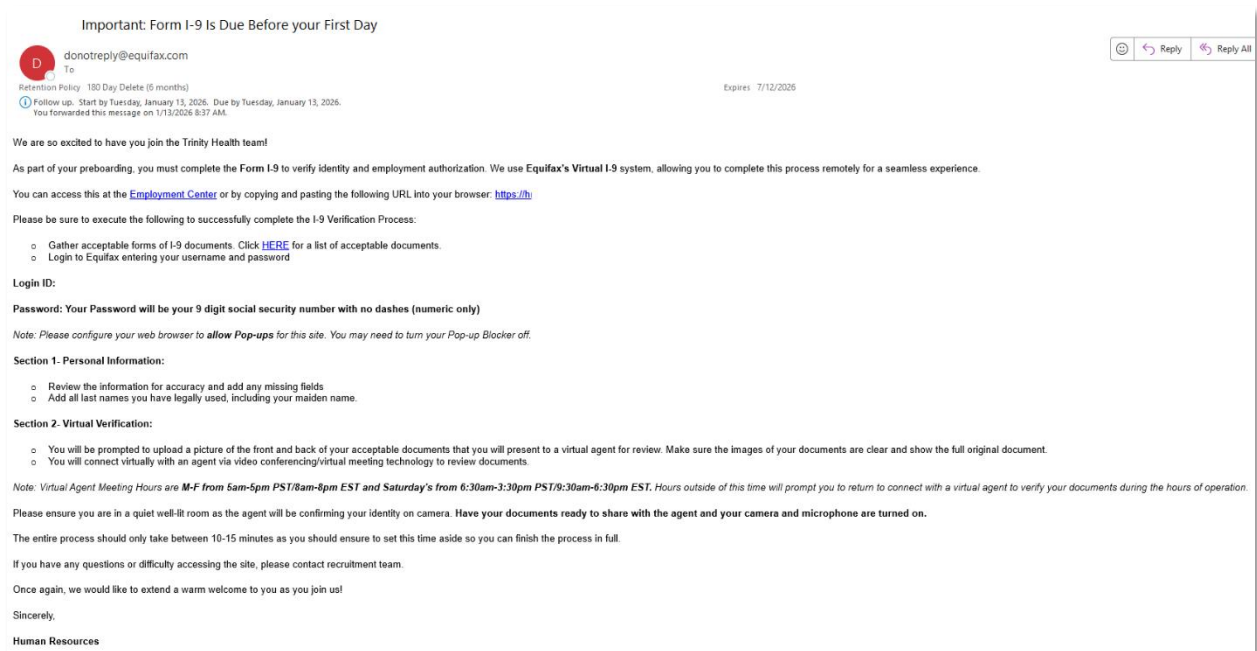 Important: Form I-9 Is Due Before your First Day
D
donotreply@equifax.com
To
Reply
Reply All
Retention Policy 180 Day Delete (6 months)
Expires 7/12/2026
Follow up. Start by Tuesday, January 13, 2026. Due by Tuesday, January 13, 2026.
You forwarded this message on 1/13/2026 8:37 AM.
We are so excited to have you join the Trinity Health team!
As part of your preboarding, you must complete the Form I-9 to verify identity and employment authorization. We use Equifax's Virtual I-9 system, allowing you to complete this process remotely for a seamless experience.
You can access this at the Employment Center or by copying and pasting the following URL into your browser: https://h
Please be sure to execute the following to successfully complete the I-9 Verification Process:
o Gather acceptable forms of I-9 documents. Click HERE for a list of acceptable documents.
o Login to Equifax entering your username and password
Login ID:
Password: Your Password will be your 9 digit social security number with no dashes (numeric only)
Note: Please configure your web browser to allow Pop-ups for this site. You may need to turn your Pop-up Blocker off.
Section 1- Personal Information:
o Review the information for accuracy and add any missing fields
o Add all last names you have legally used, including your maiden name.
Section 2- Virtual Verification:
o You will be prompted to upload a picture of the front and back of your acceptable documents that you will present to a virtual agent for review. Make sure the images of your documents are clear and show the full original document.
o You will connect virtually with an agent via video conferencing/virtual meeting technology to review documents.
Note: Virtual Agent Meeting Hours are M-F from 5am-5pm PST/8am-8pm EST and Saturday's from 6:30am-3:30pm PST/9:30am-6:30pm EST. Hours outside of this time will prompt you to return to connect with a virtual agent to verify your documents during the hours of operation.
Please ensure you are in a quiet well-lit room as the agent will be confirming your identity on camera. Have your documents ready to share with the agent and your camera and microphone are turned on.
The entire process should only take between 10-15 minutes as you should ensure to set this time aside so you can finish the process in full.
If you have any questions or difficulty accessing the site, please contact recruitment team.
Once again, we would like to extend a warm welcome to you as you join us!
Sincerely,
Human Resources